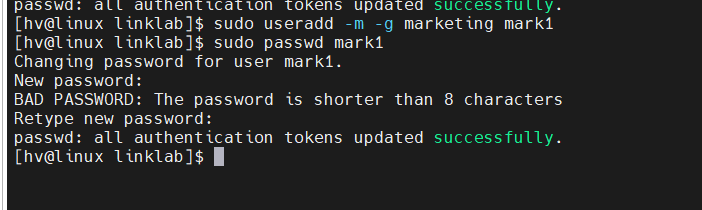 passwd: all authentication tokens updated successfully.
[hv@linux linklab]$ sudo useradd -m -g marketing mark1
[hv@linux linklab]$ sudo passwd mark1
Changing password for user mark1.
New password:
BAD PASSWORD: The password is shorter than 8 characters
Retype new password:
passwd: all authentication tokens updated successfully.
[hv@linux linklab]$